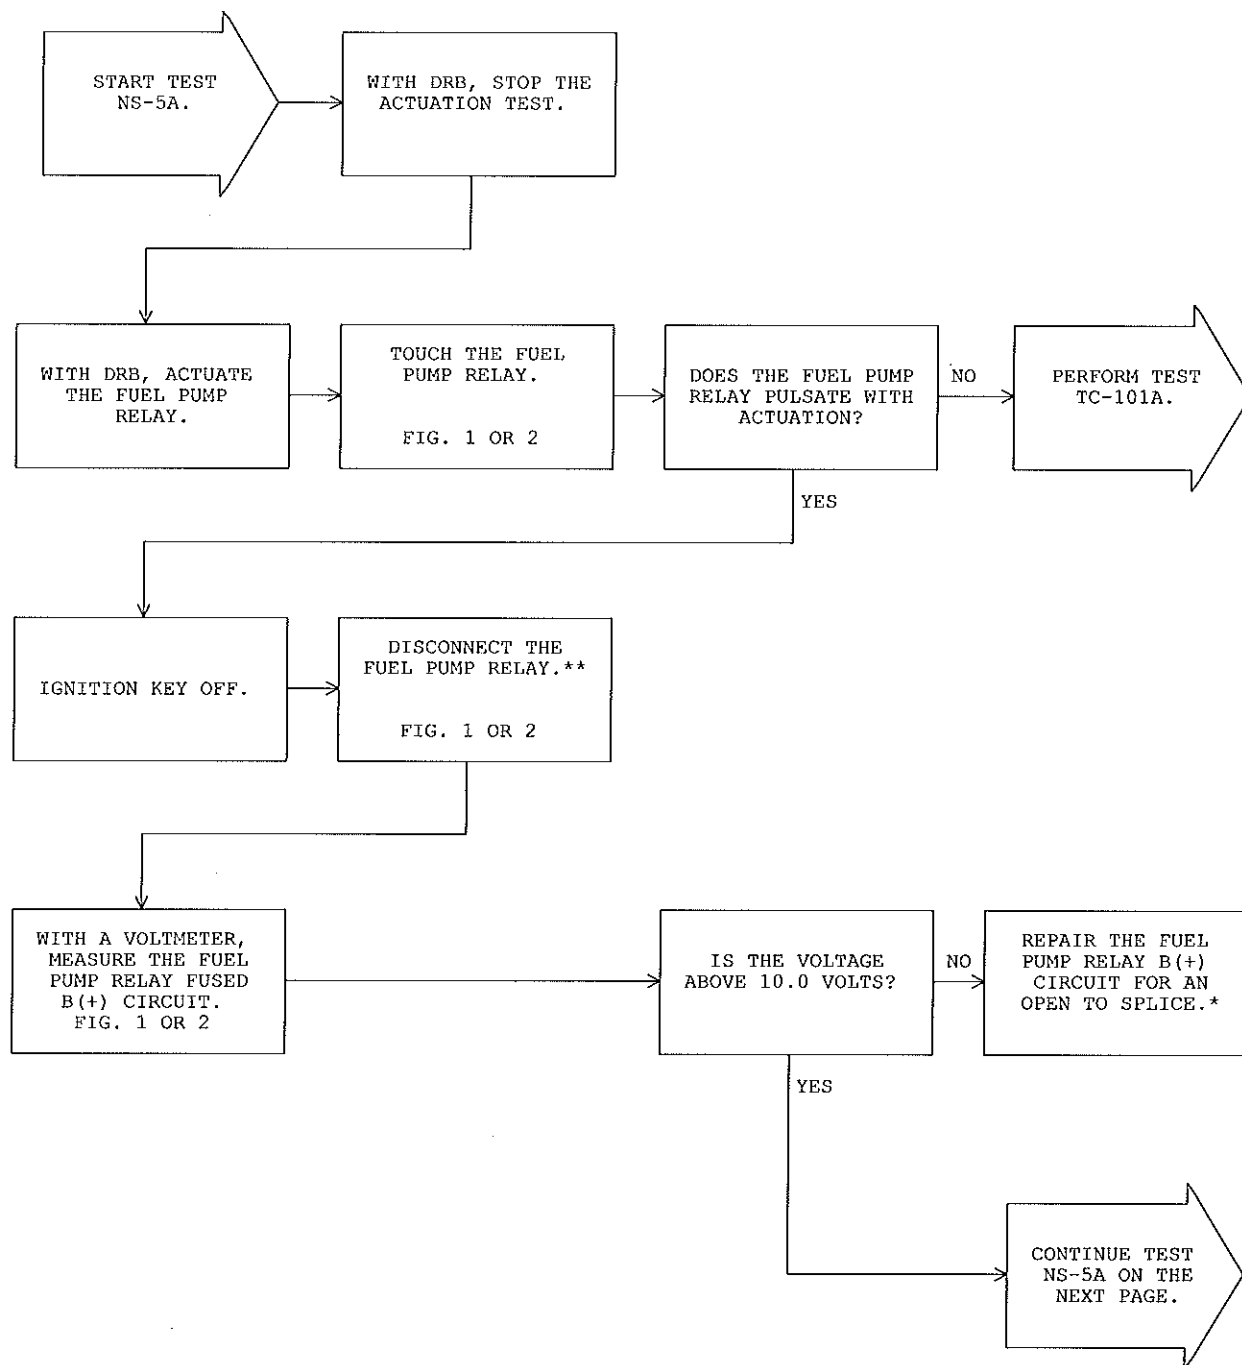 START TEST
NS-5A.
WITH DRB, STOP THE
ACTUATION TEST.
WITH DRB, ACTUATE
THE FUEL PUMP
RELAY.
TOUCH THE FUEL
PUMP RELAY.
FIG. 1 OR 2
DOES THE FUEL PUMP
RELAY PULSATE WITH
ACTUATION?
NO
PERFORM TEST
TC-101A.
YES
IGNITION KEY OFF.
DISCONNECT THE
FUEL PUMP RELAY.**
FIG. 1 OR 2
WITH A VOLTMETER,
MEASURE THE FUEL
PUMP RELAY FUSED
B(+) CIRCUIT.
FIG. 1 OR 2
IS THE VOLTAGE
ABOVE 10.0 VOLTS?
NO
REPAIR THE FUEL
PUMP RELAY B(+)
CIRCUIT FOR AN
OPEN TO SPLICE.*
YES
CONTINUE TEST
NS-5A ON THE
NEXT PAGE.